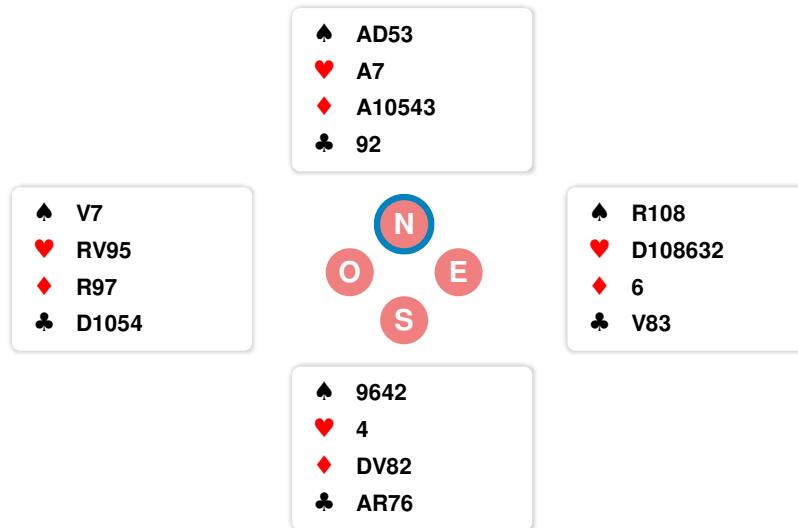 ♠ AD53
♥ A7
♦ A10543
♣ 92
♠ V7
♥ RV95
♦ R97
♣ D1054
N
O E
S
♠ R108
♥ D108632
♦ 6
♣ V83
♠ 9642
♥ 4
♦ DV82
♣ AR76